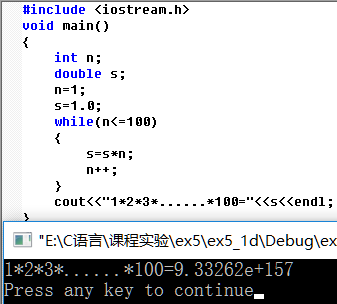 #include <iostream.h>
void main()
{
    int n;
    double s;
    n=1;
    s=1.0;
    while(n<=100)
    {
        s=s*n;
        n++;
    }
    cout<<"1*2*3*......*100="<<s<<endl;
}
"E:\C语言\课程实验\ex5\ex5_1d\Debug\ex
1*2*3*......*100=9.33262e+157
Press any key to continue